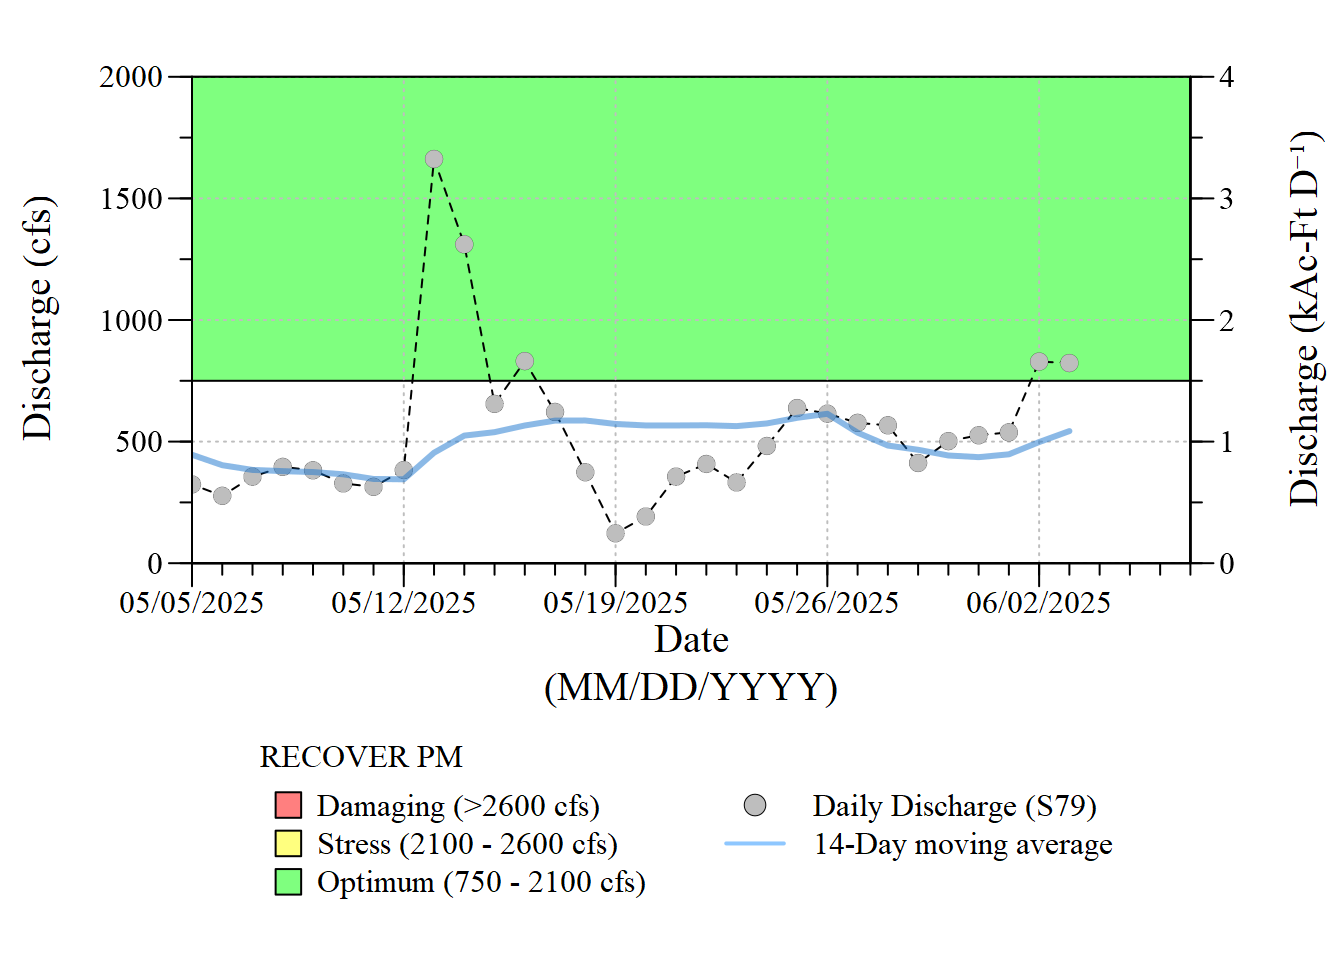 2000
1500
1000
500
0
Discharge (cfs)
4
3
2
1
0
Discharge (kAc-Ft D⁻¹)
05/05/2025 05/12/2025 05/19/2025 05/26/2025 06/02/2025
Date
(MM/DD/YYYY)
RECOVER PM
Damaging (>2600 cfs)
Stress (2100 - 2600 cfs)
Optimum (750 - 2100 cfs)
Daily Discharge (S79)
14-Day moving average